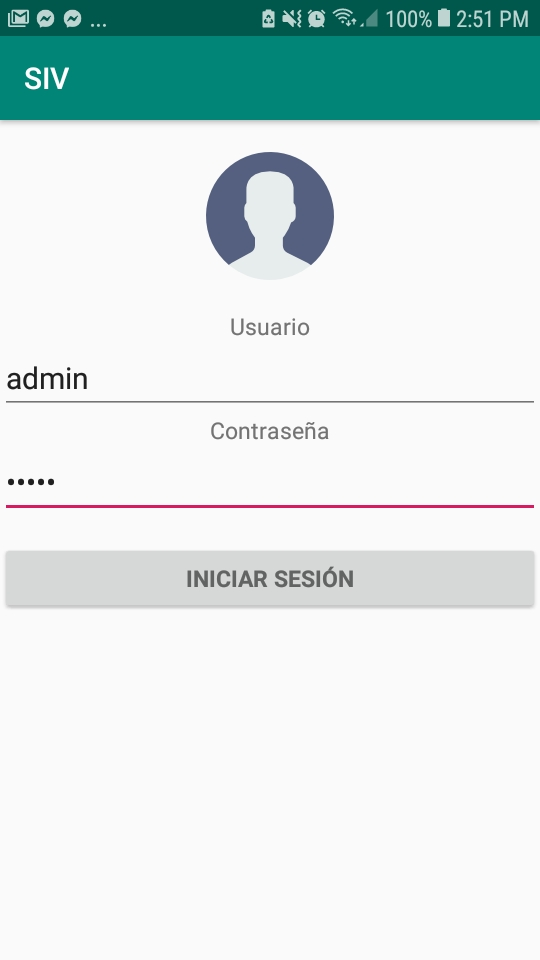 ... 100% 2:51 PM
SIV
Usuario
admin
Contraseña
•••••
INICIAR SESIÓN